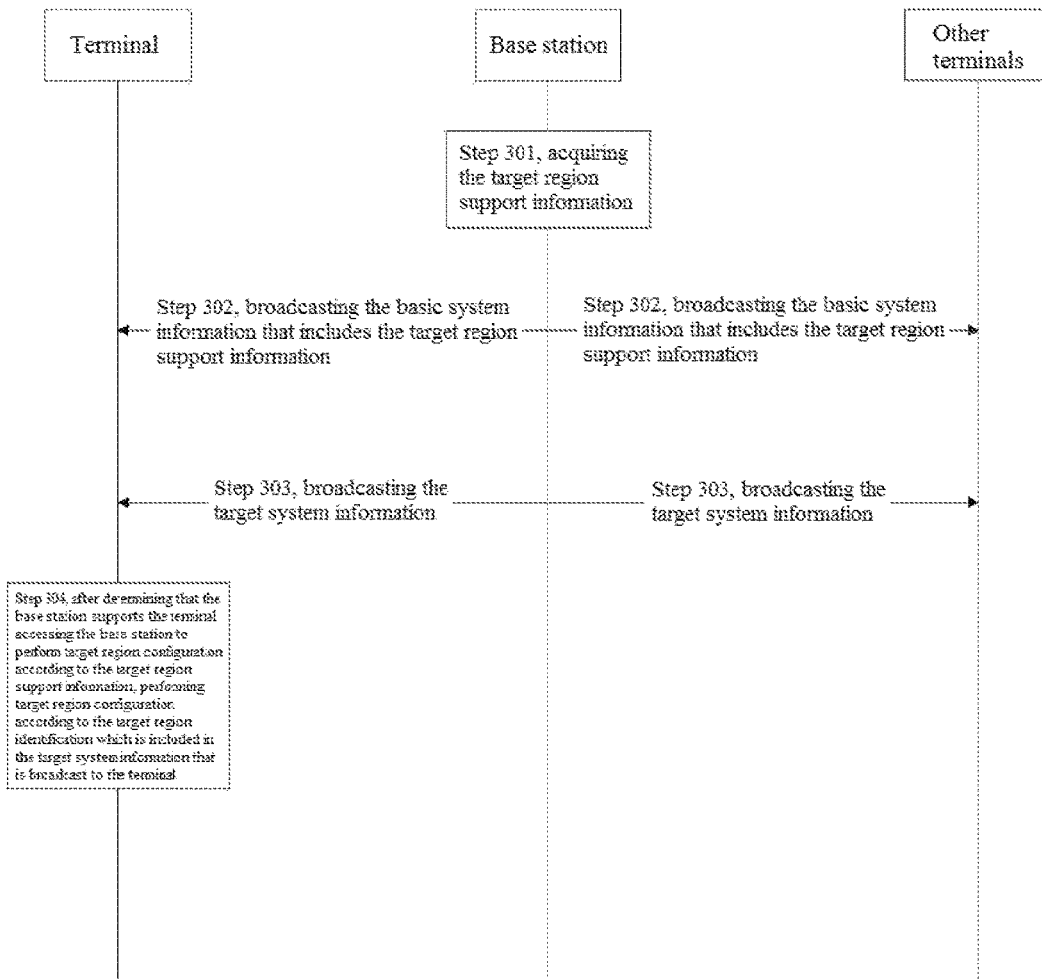 Terminal
Base station
Other
terminals
Step 301, acquiring
the target region
support information
Step 302, broadcasting the basic system
information that includes the target region
support information
Step 302, broadcasting the basic system
information that includes the target region
support information
Step 303, broadcasting the
target system information
Step 303, broadcasting the
target system information
Step 304, after determining that the
base station supports the terminal
accessing the base station to
perform target region configuration
according to the target region
support information, performing
target region configuration
according to the target region
identification which is included in
the target system information that
is broadcast to the terminal